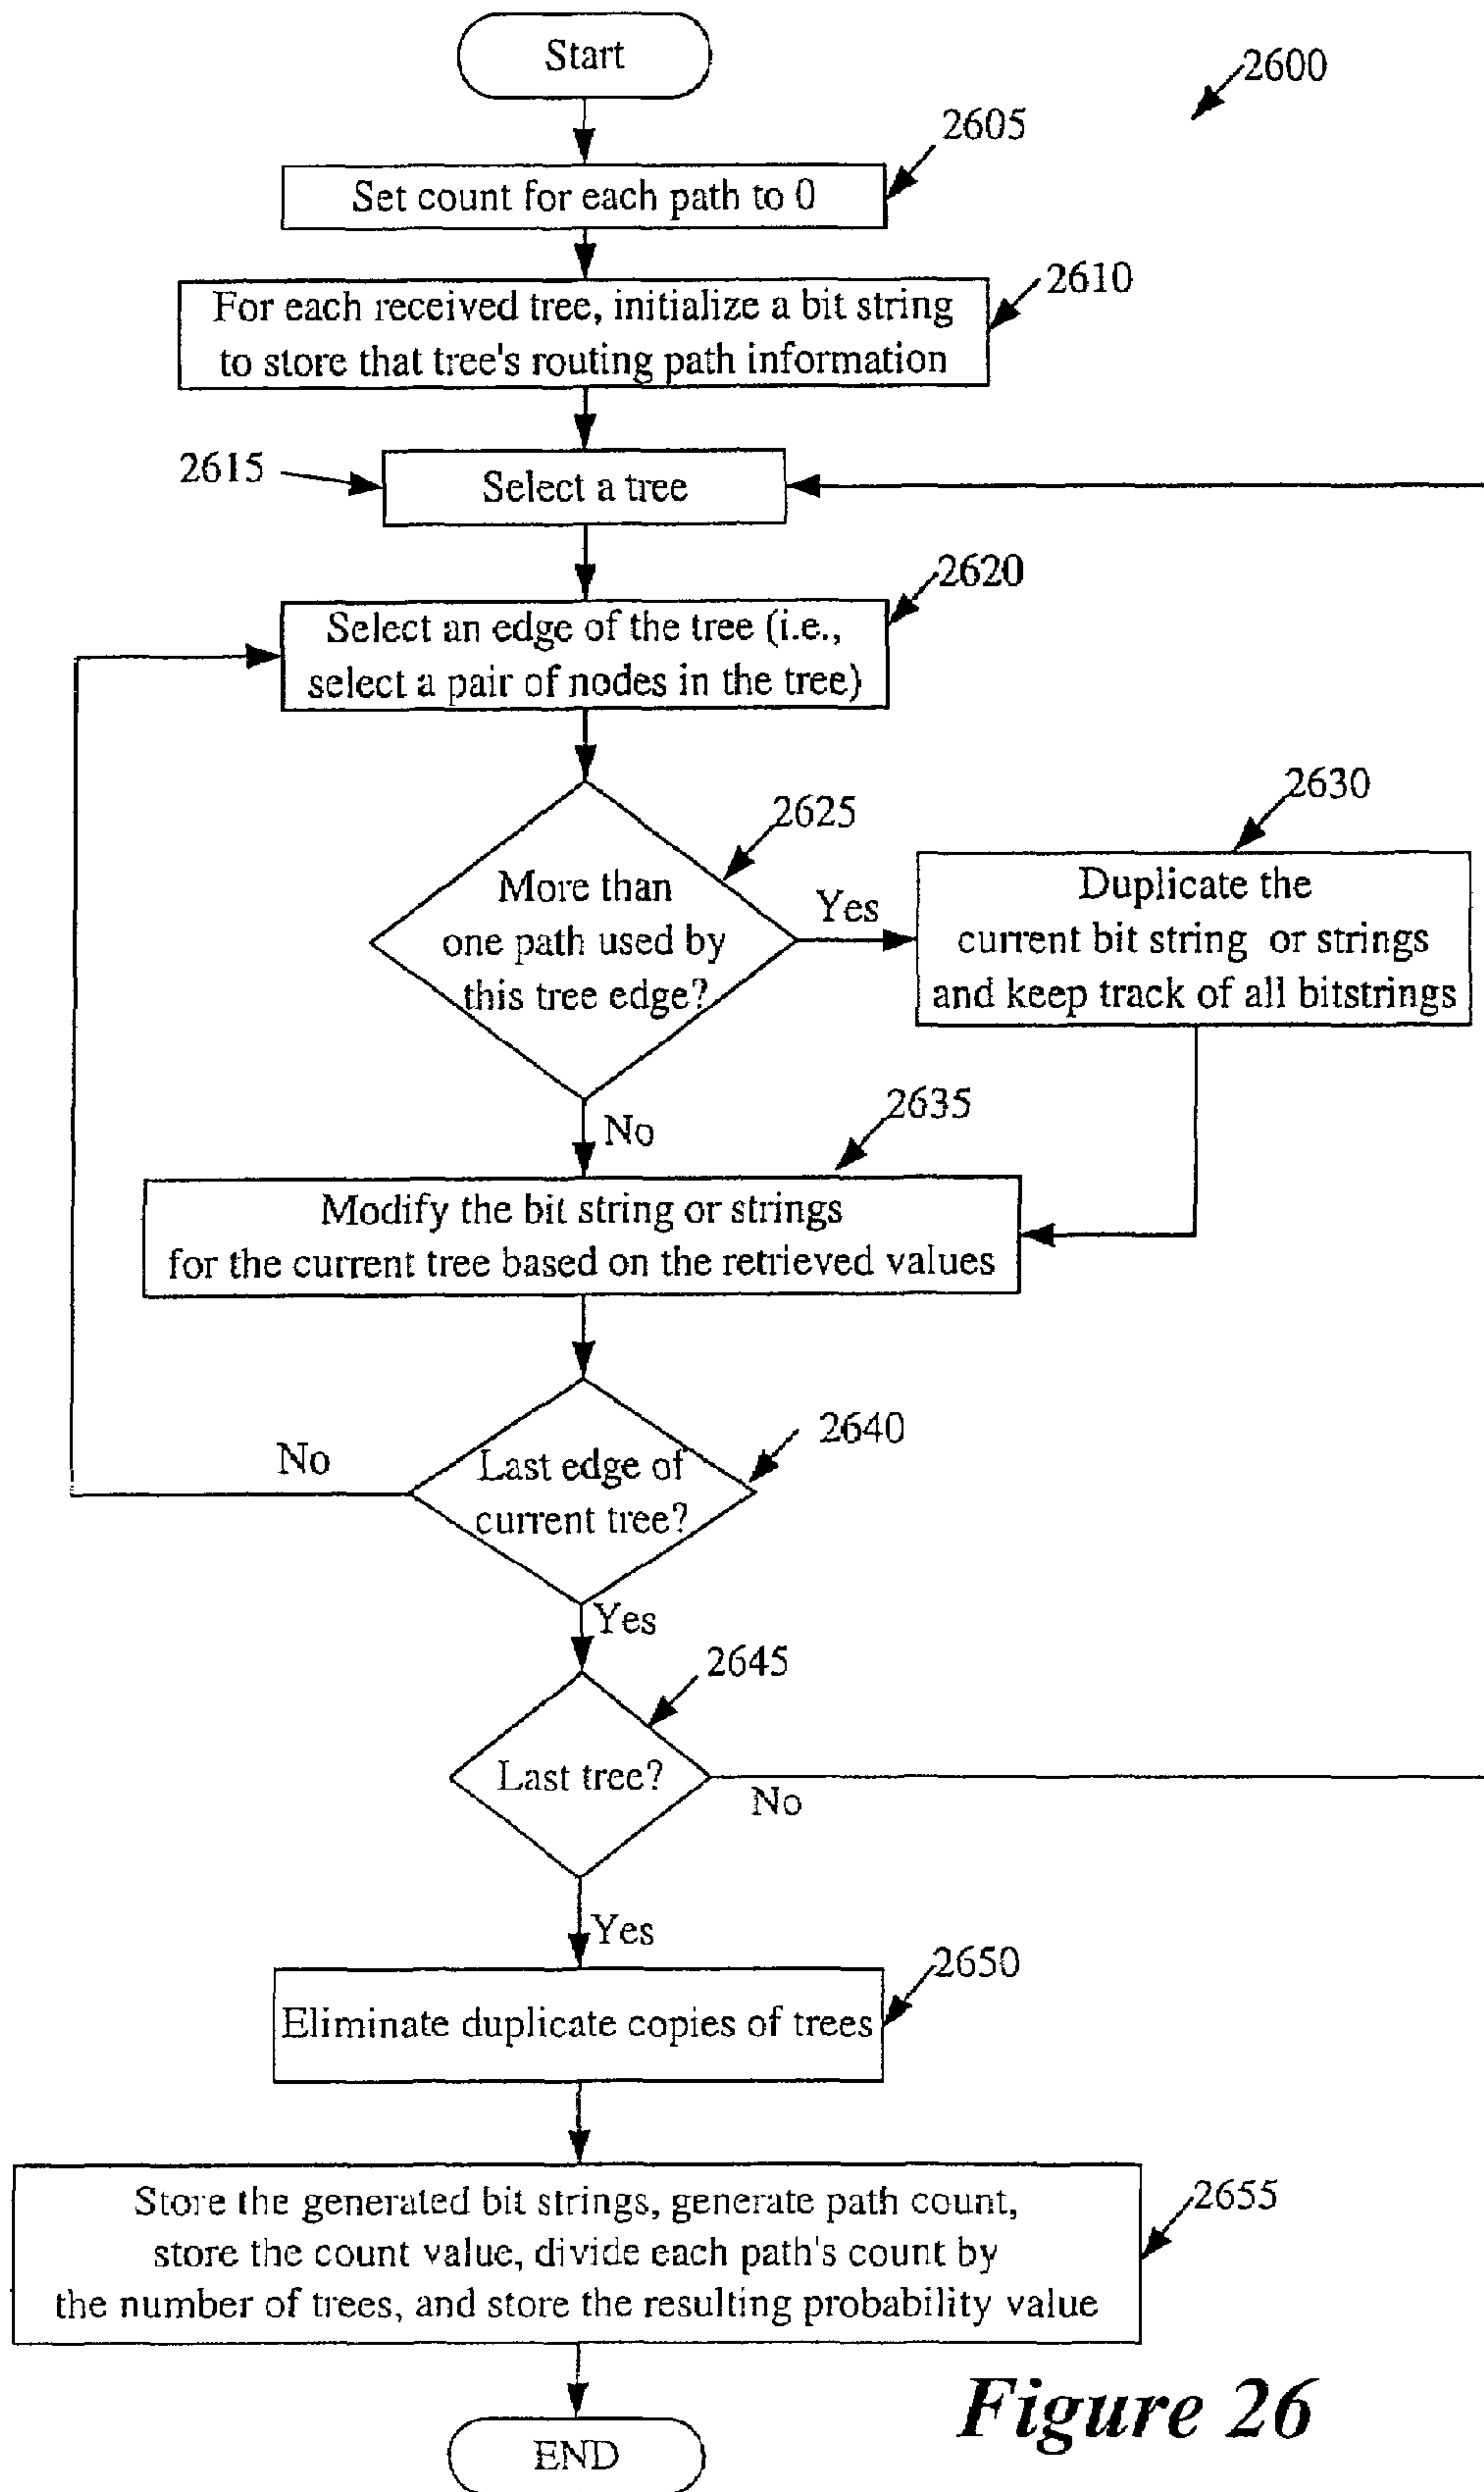 Start
2600
2605
Set count for each path to 0
2610
For each received tree, initialize a bit string
to store that tree's routing path information
2615
Select a tree
2620
Select an edge of the tree (i.e.,
select a pair of nodes in the tree)
2625
2630
More than
one path used by
this tree edge?
Yes
Duplicate the
current bit string or strings
and keep track of all bitstrings
No
2635
Modify the bit string or strings
for the current tree based on the retrieved values
2640
No
Last edge of
current tree?
Yes
2645
Last tree?
No
Yes
2650
Eliminate duplicate copies of trees
2655
Store the generated bit strings, generate path count,
store the count value, divide each path's count by
the number of trees, and store the resulting probability value
Figure 26
END